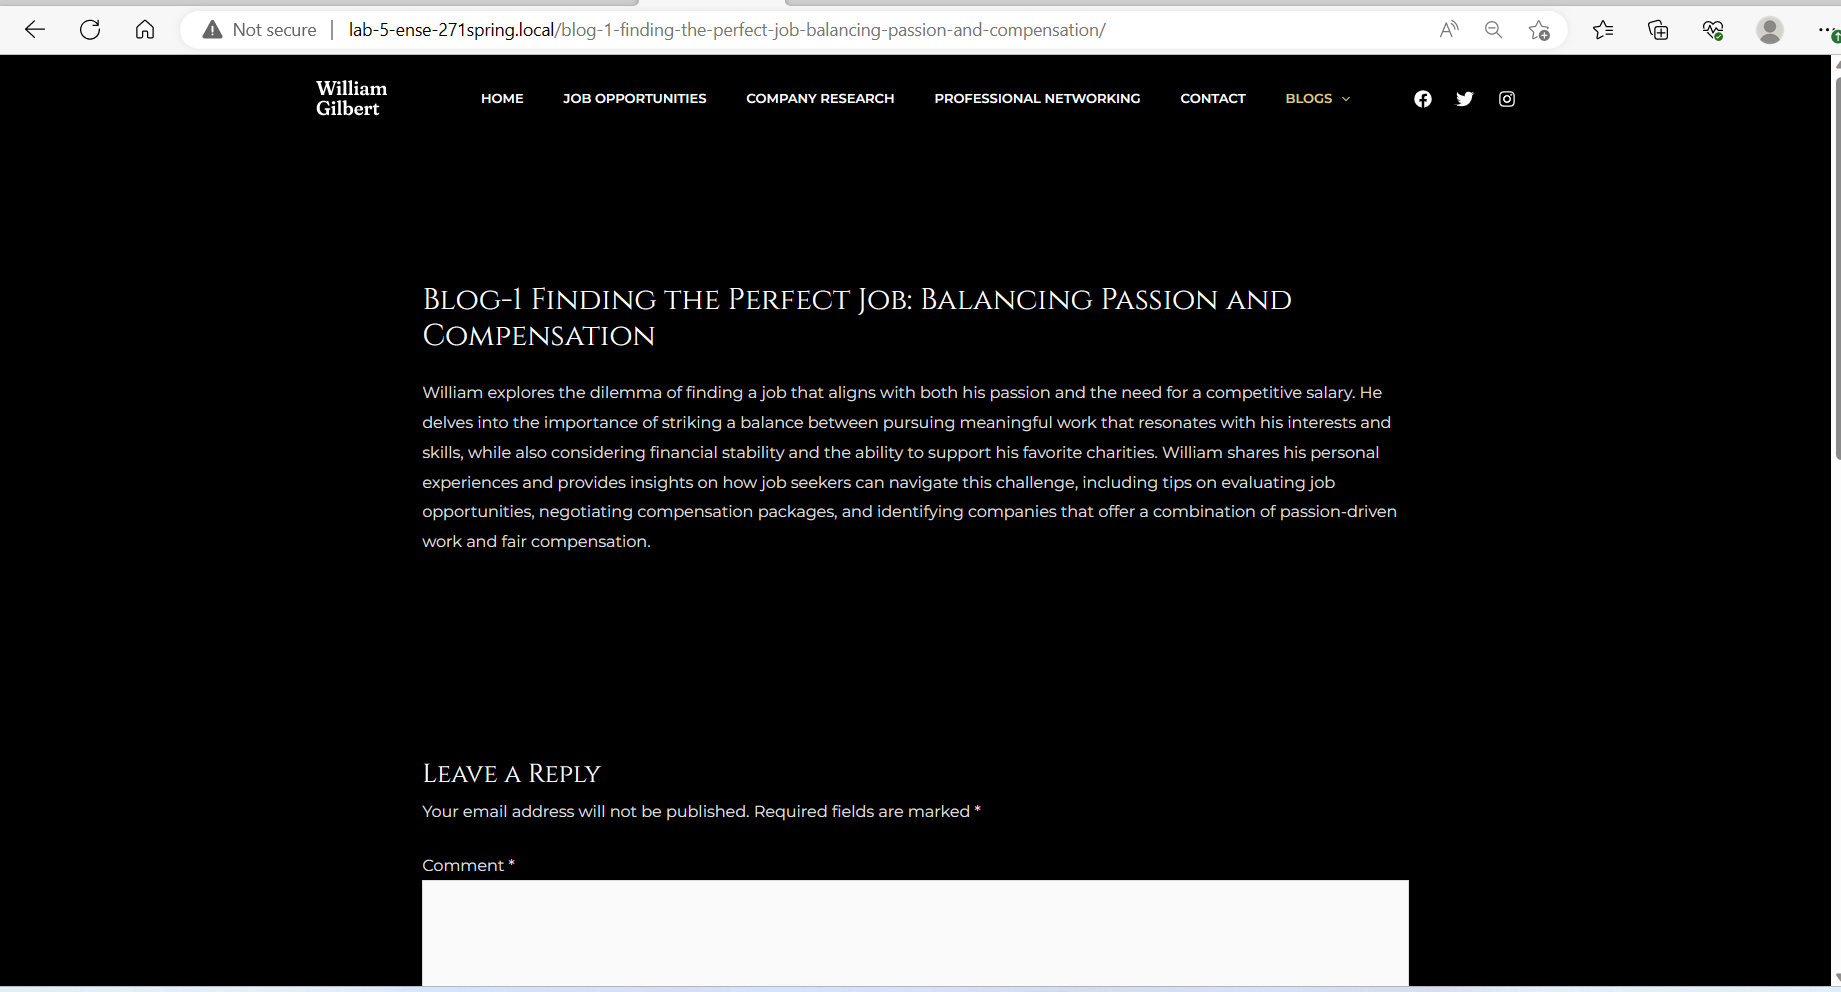 Not secure | lab-5-ense-271spring.local/blog-1-finding-the-perfect-job-balancing-passion-and-compensation/
William
Gilbert
HOME JOB OPPORTUNITIES COMPANY RESEARCH PROFESSIONAL NETWORKING CONTACT BLOGS
Blog-1 Finding the Perfect Job: Balancing Passion and
Compensation
William explores the dilemma of finding a job that aligns with both his passion and the need for a competitive salary. He
delves into the importance of striking a balance between pursuing meaningful work that resonates with his interests and
skills, while also considering financial stability and the ability to support his favorite charities. William shares his personal
experiences and provides insights on how job seekers can navigate this challenge, including tips on evaluating job
opportunities, negotiating compensation packages, and identifying companies that offer a combination of passion-driven
work and fair compensation.
Leave a Reply
Your email address will not be published. Required fields are marked *
Comment *